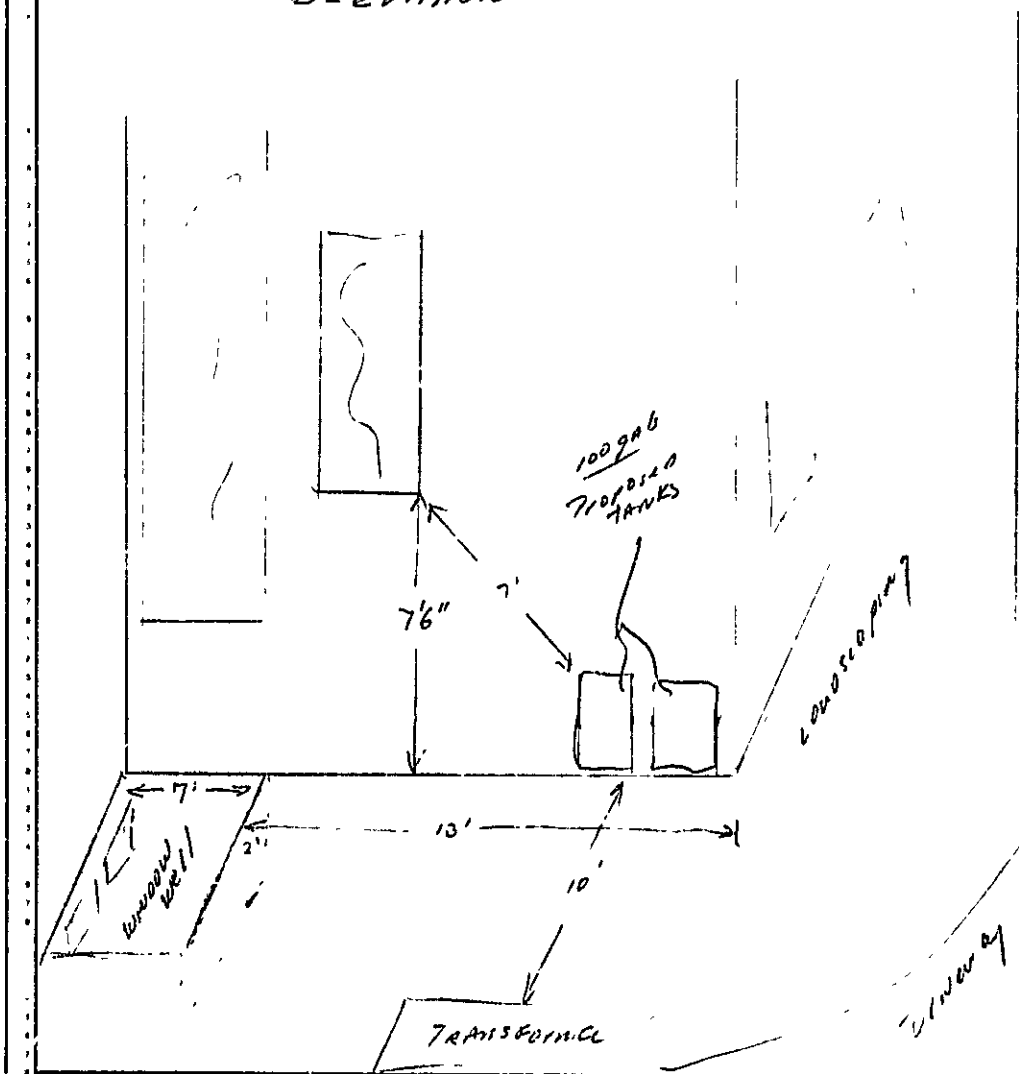 100 gal
Proposed
TANKS
7'
7'6"
Landscaping
7'
13'
2'
window
well
10'
TRANSFORMER